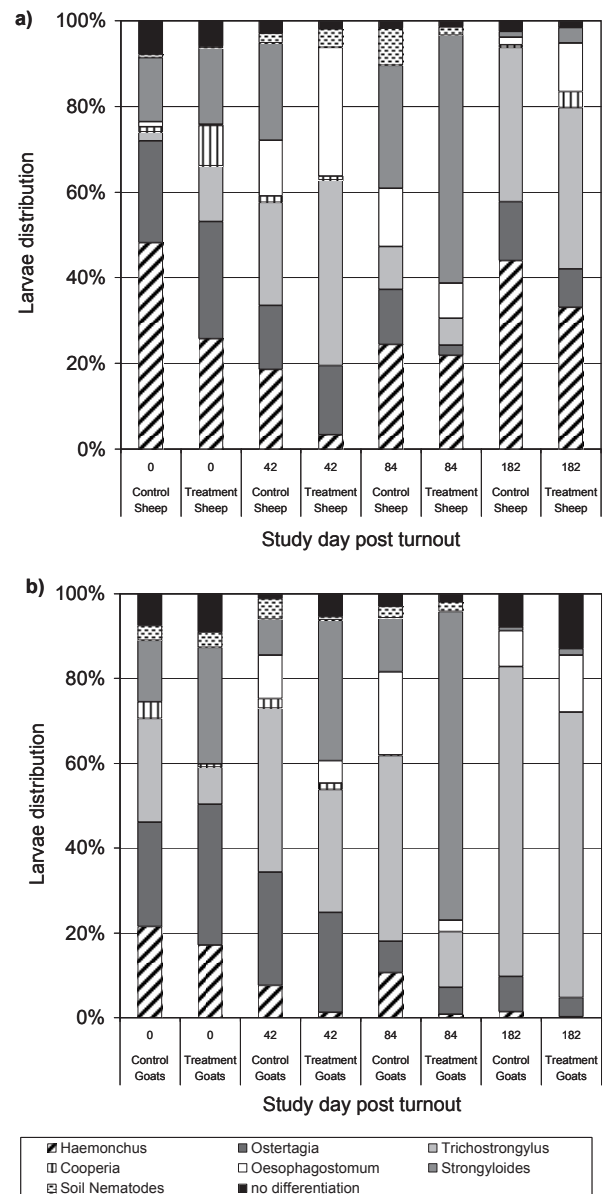 a)
100%
80%
60%
40%
20%
0%
Larvae distribution
0 0 42 42 84 84 182 182
Control Treatment Control Treatment Control Treatment Control Treatment
Sheep Sheep Sheep Sheep Sheep Sheep Sheep Sheep
Study day post turnout
b)
100%
80%
60%
40%
20%
0%
Larvae distribution
0 0 42 42 84 84 182 182
Control Treatment Control Treatment Control Treatment Control Treatment
Goats Goats Goats Goats Goats Goats Goats Goats
Study day post turnout
Haemonchus Ostertagia Trichostrongylus
Cooperia Oesophagostomum Strongyloides
Soil Nematodes no differentiation